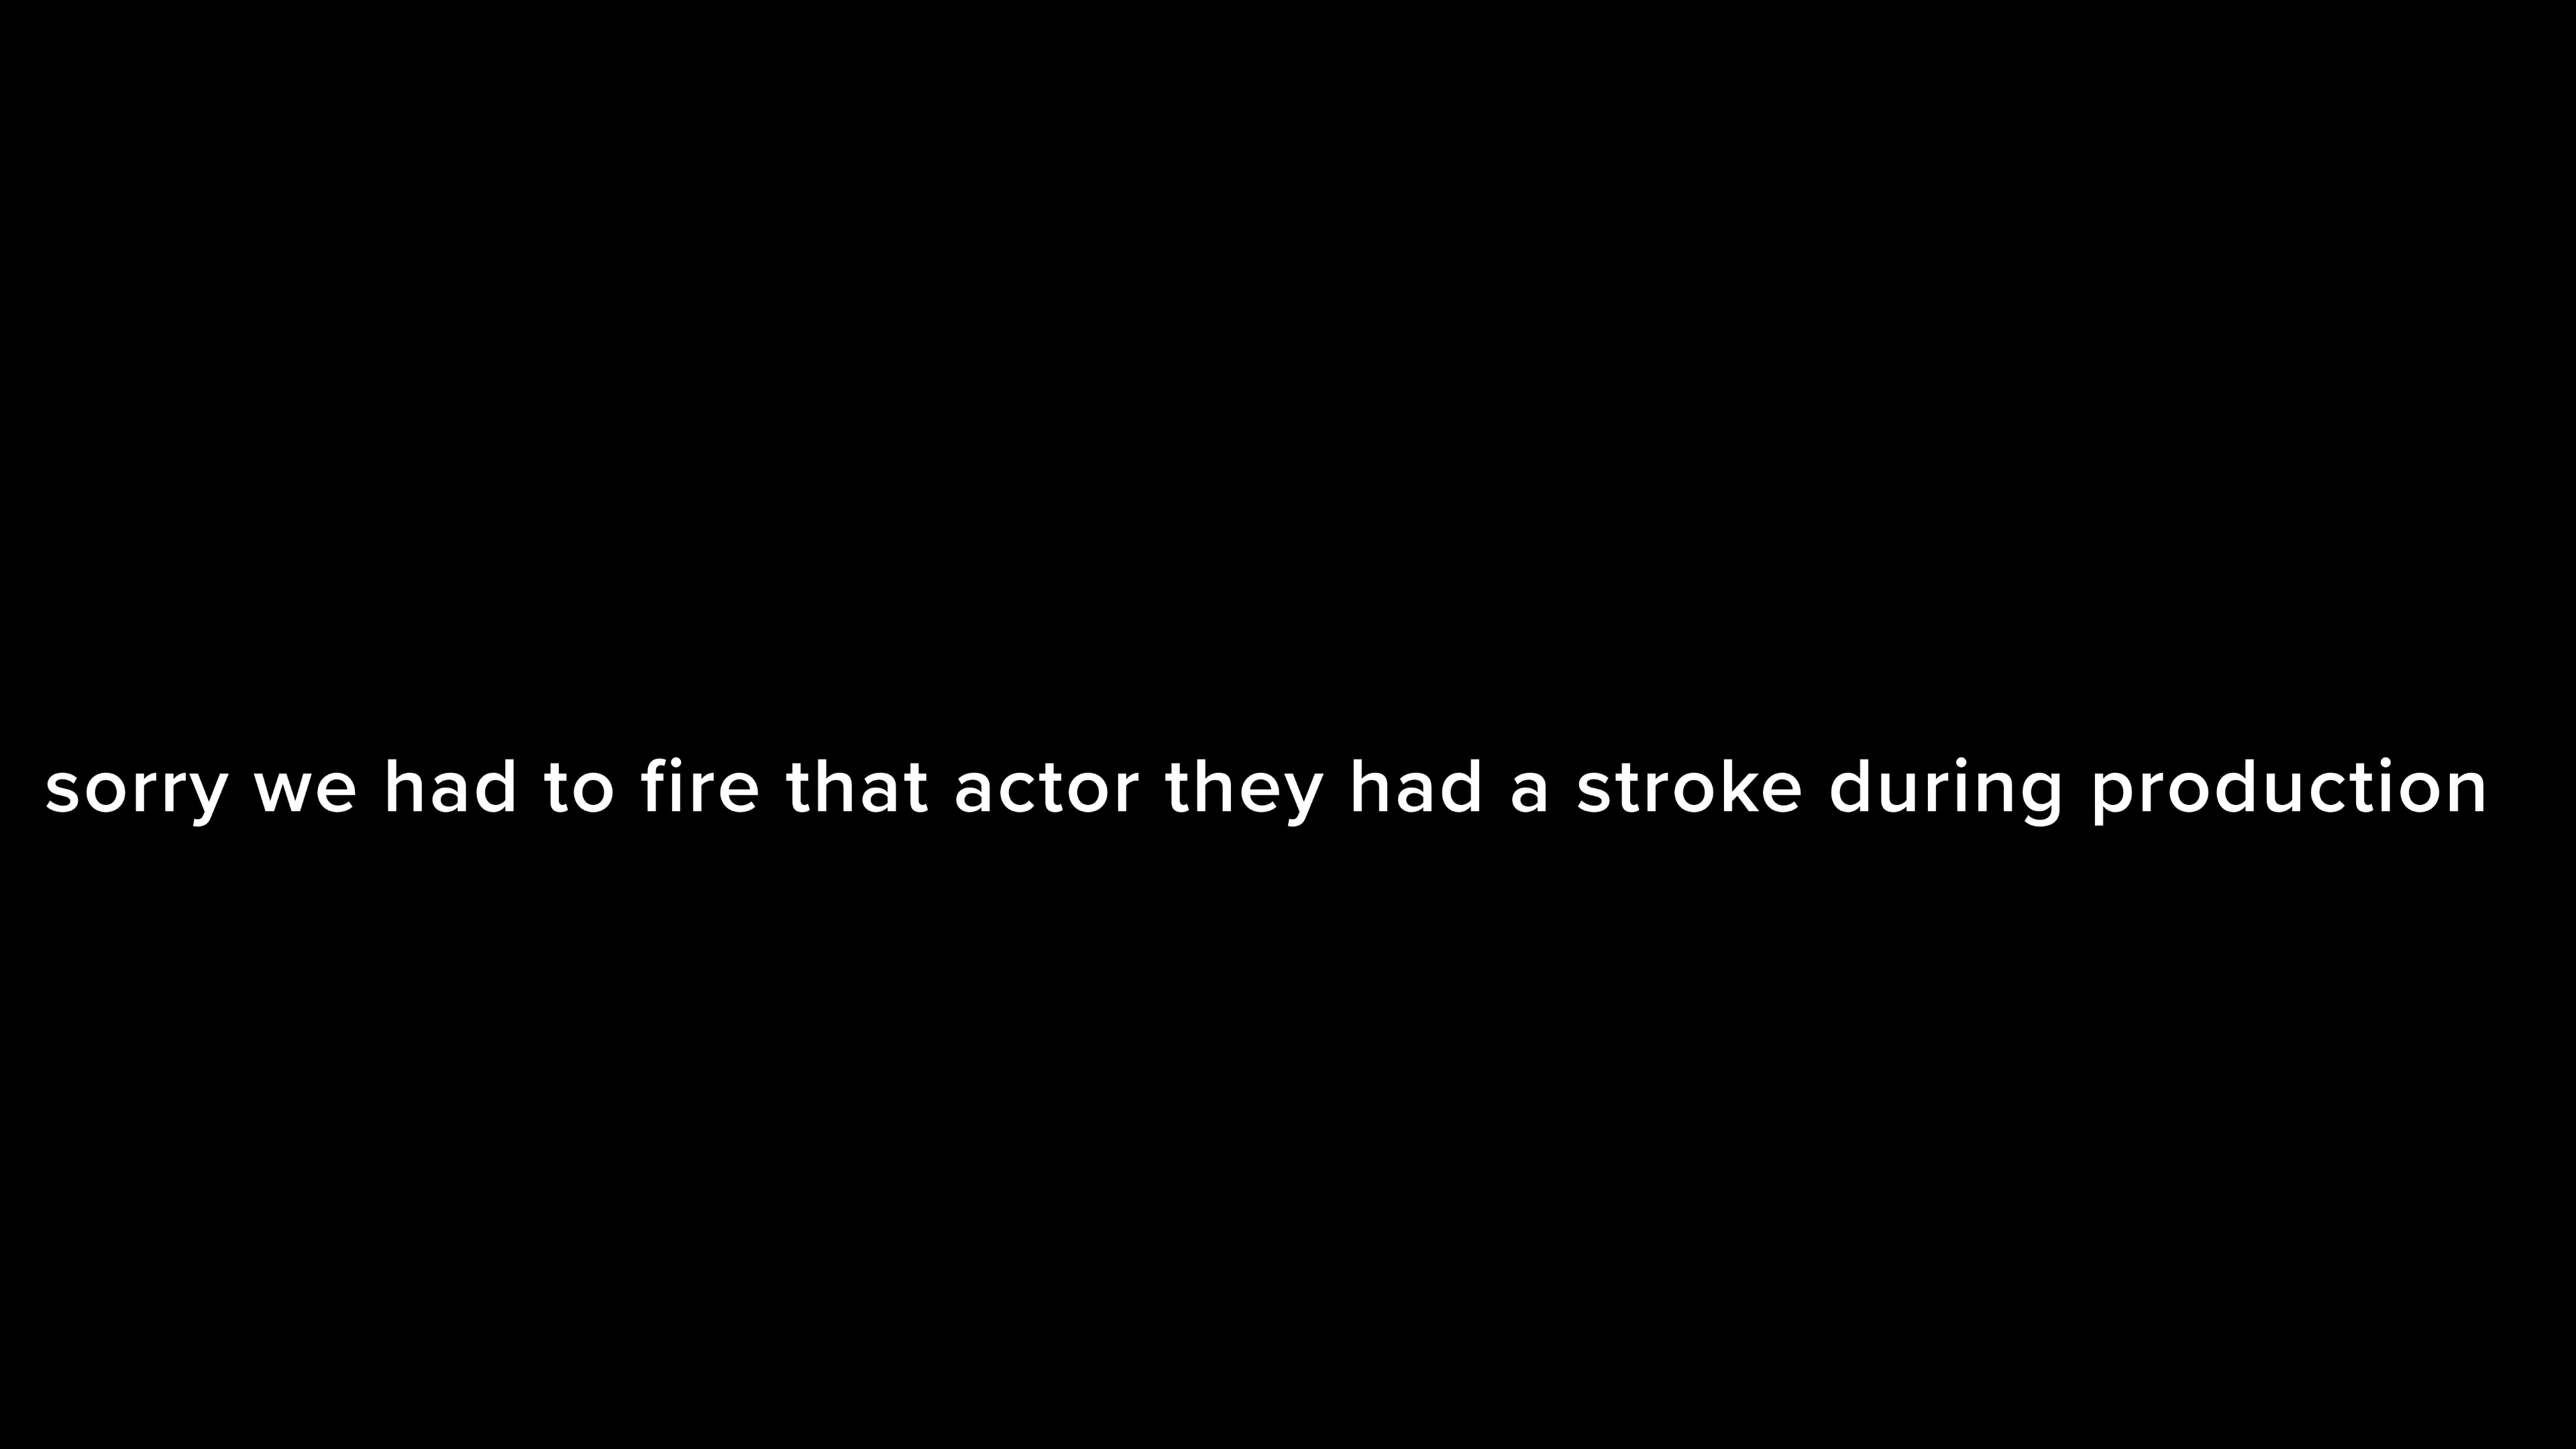 sorry we had to fire that actor they had a stroke during production